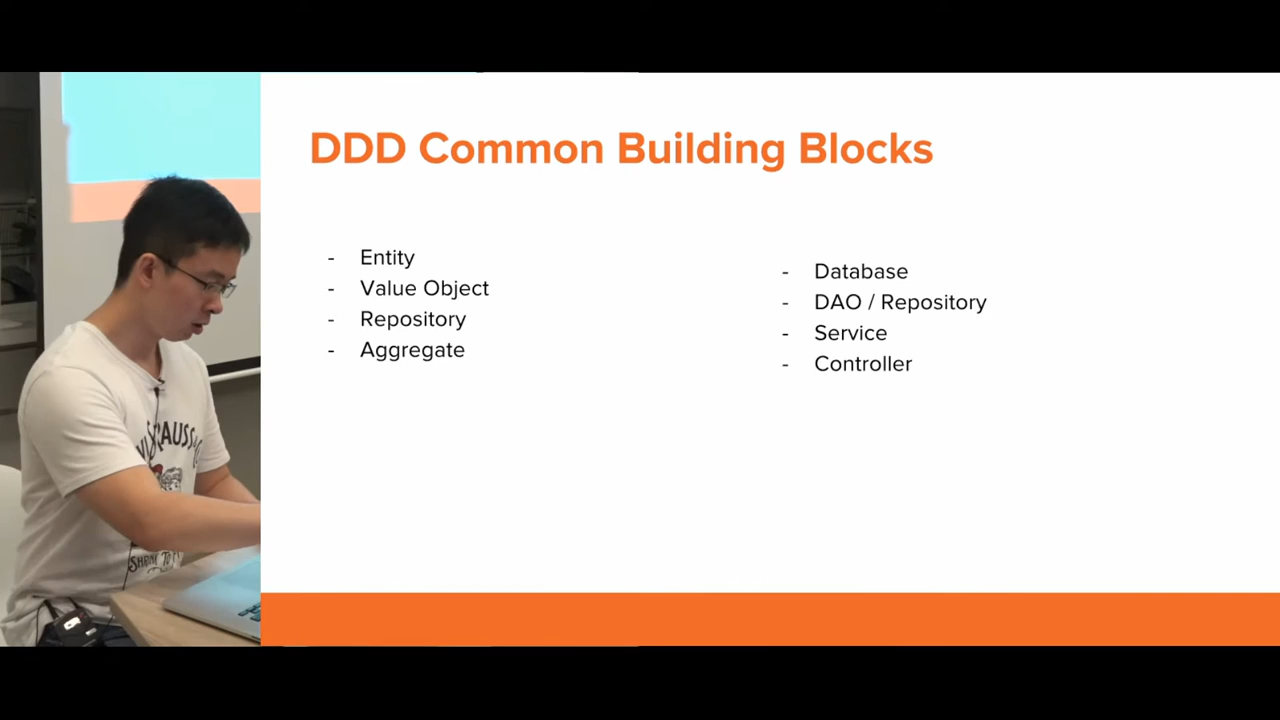 DDD Common Building Blocks
- Entity
- Value Object
- Repository
- Aggregate
- Database
- DAO / Repository
- Service
- Controller